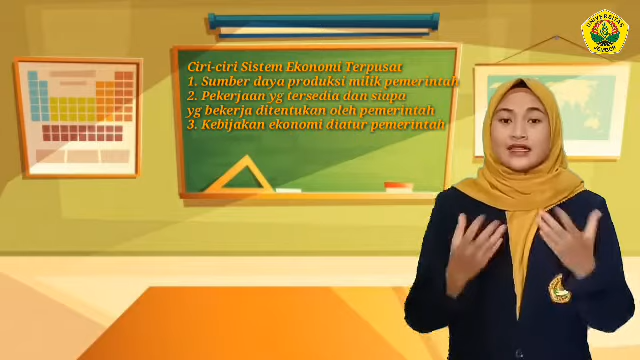 Ciri-ciri Sistem Ekonomi Terpusat
1. Sumber daya produksi milik pemerintah
2. Pekerjaan yg tersedia dan siapa
yg bekerja ditentukan oleh pemerintah
3. Kebijakan ekonomi diatur pemerintah
UNIVERSITAS